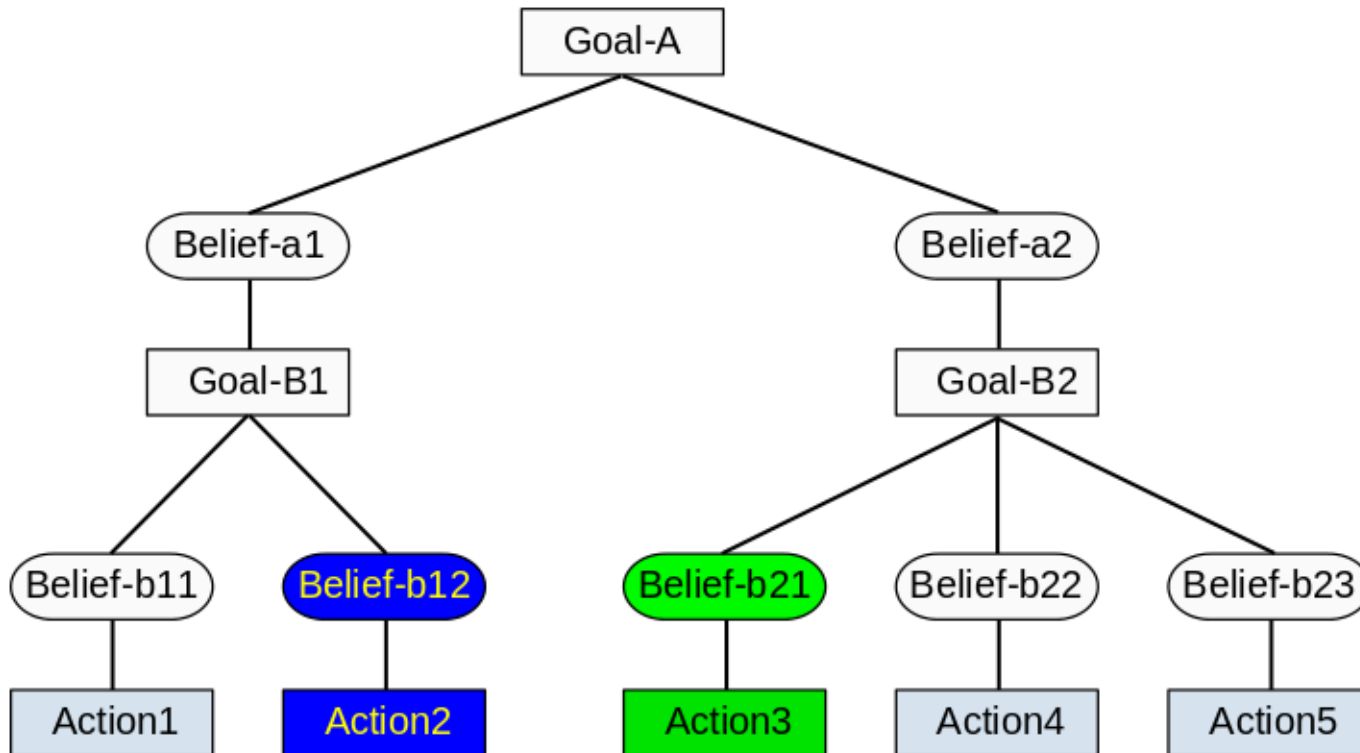 Goal-A
Belief-a1
Belief-a2
Goal-B1
Goal-B2
Belief-b11
Belief-b12
Belief-b21
Belief-b22
Belief-b23
Action1
Action2
Action3
Action4
Action5